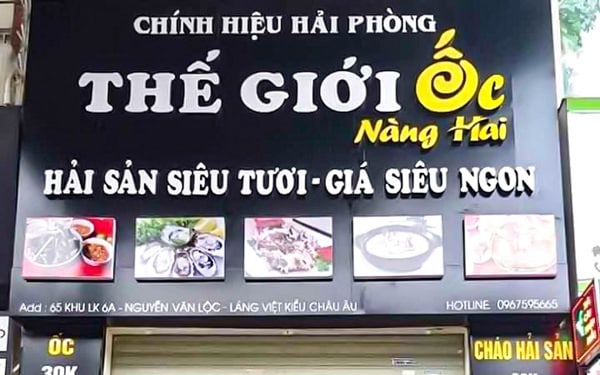 CHÍNH HIỆU HẢI PHÒNG
THẾ GIỚI ỐC
Nàng Hai
HẢI SẢN SIÊU TƯƠI - GIÁ SIÊU NGON
Add : 65 KHU LK 6A - NGUYỄN VĂN LỘC - LÀNG VIỆT KIỀU CHÂU ÂU
HOTLINE. 0967595665
ỐC
30K
CHÁO HẢI SẢN